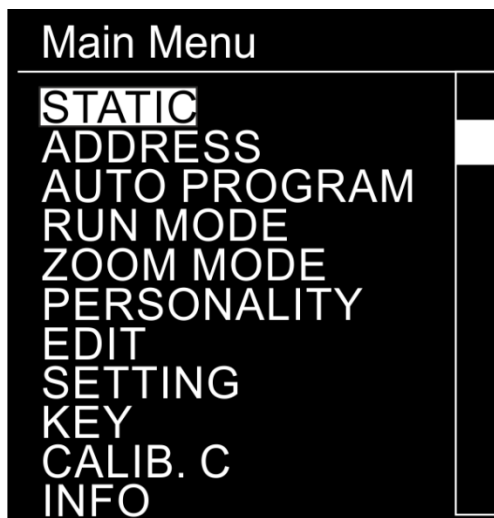 Main Menu
STATIC
ADDRESS
AUTO PROGRAM
RUN MODE
ZOOM MODE
PERSONALITY
EDIT
SETTING
KEY
CALIB. C
INFO